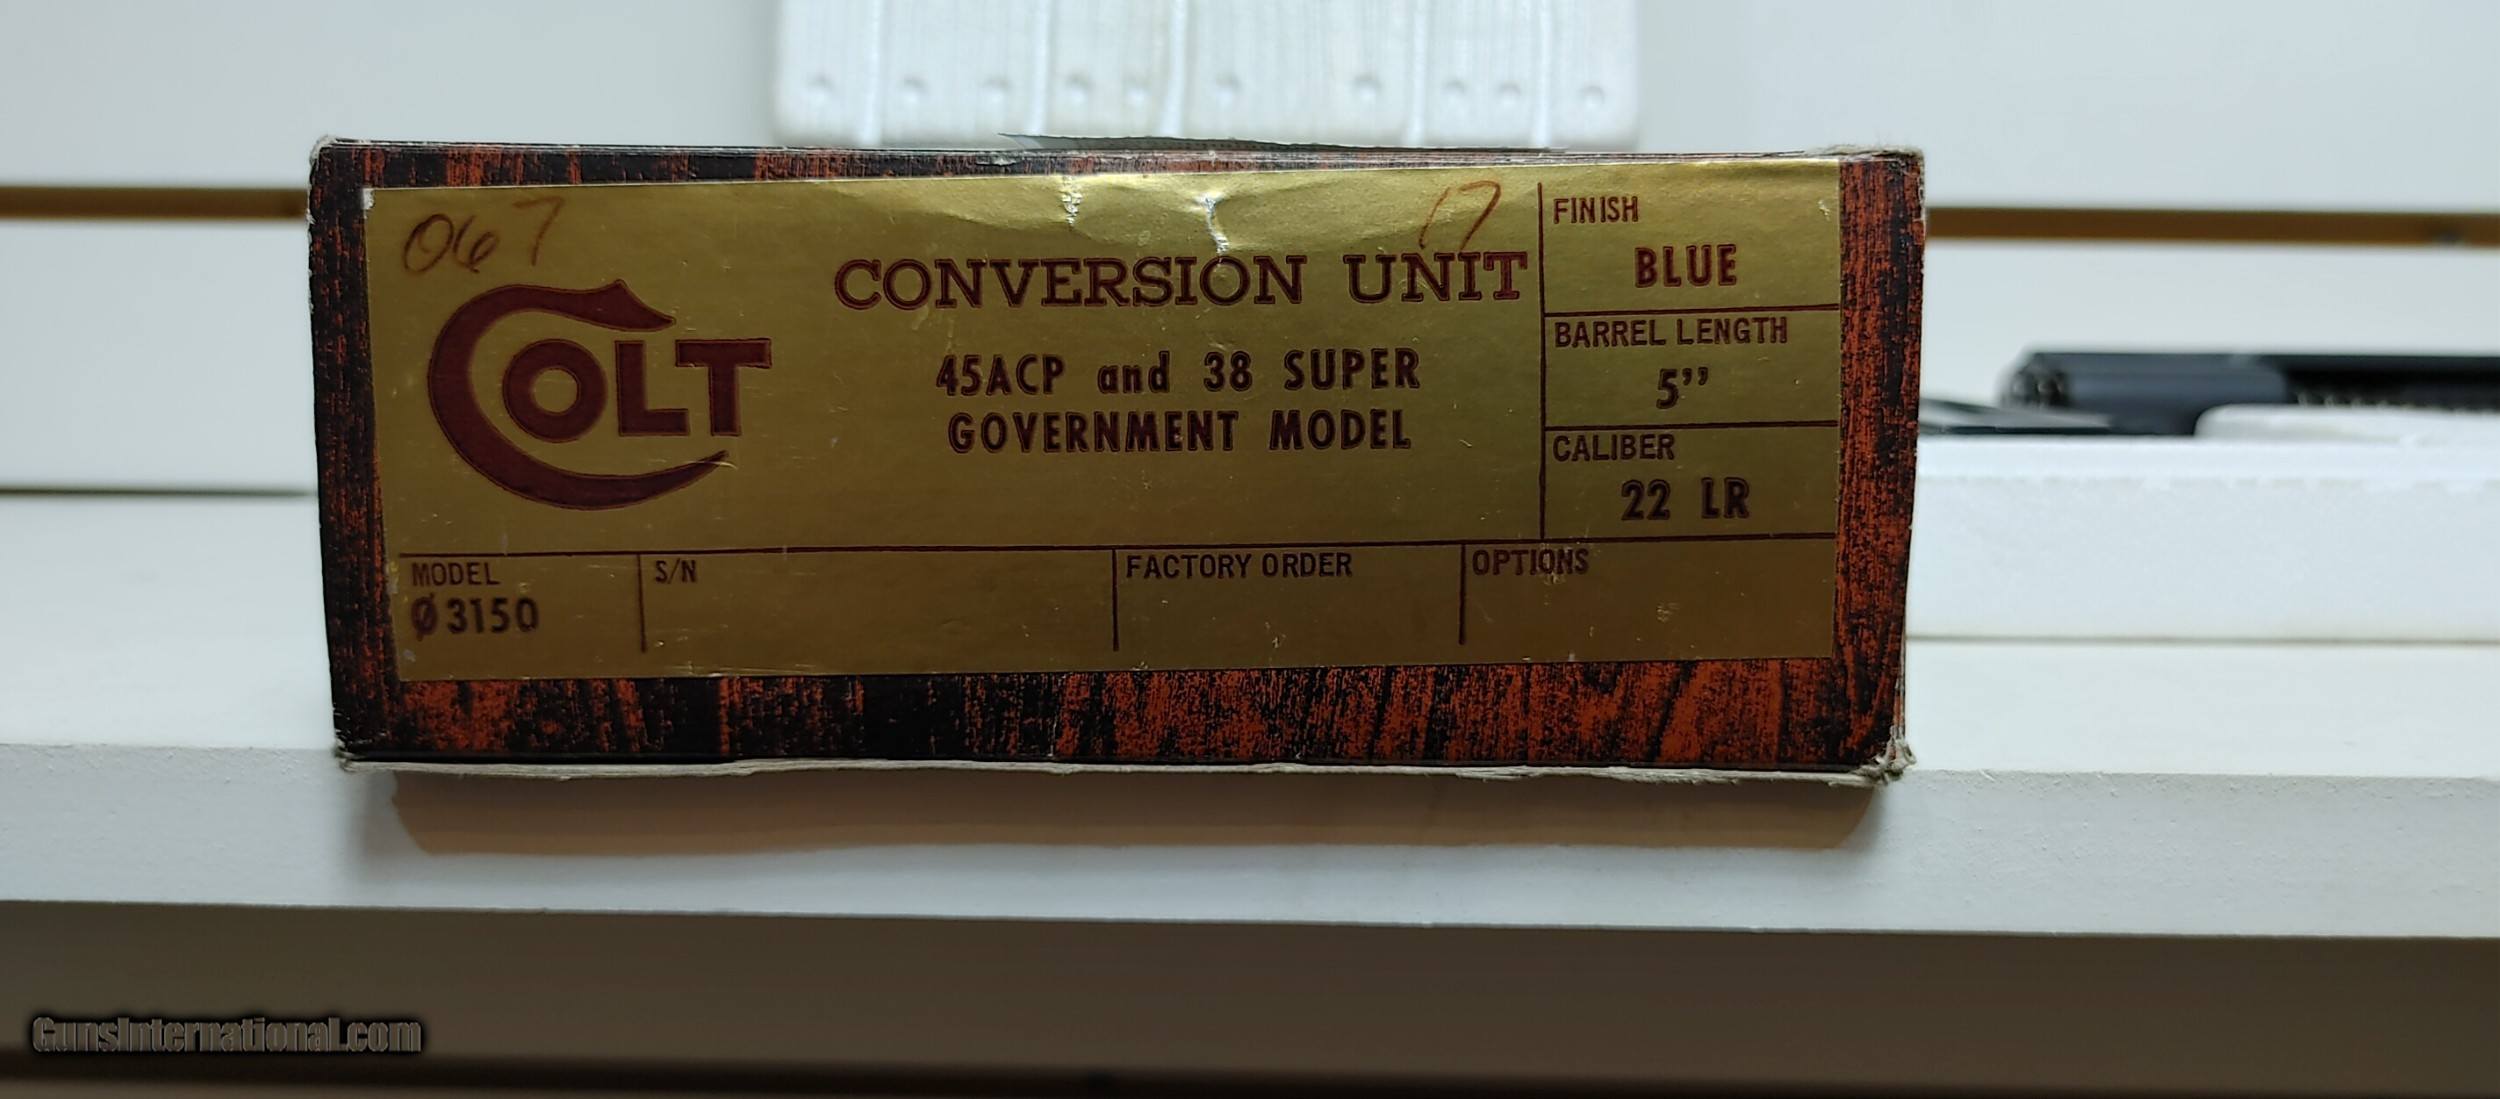 067
17
COLT
CONVERSION UNIT
45ACP and 38 SUPER
GOVERNMENT MODEL
FINISH
BLUE
BARREL LENGTH
5”
CALIBER
22 LR
MODEL
Ø3150
S/N
FACTORY ORDER
OPTIONS
GunsInternational.com